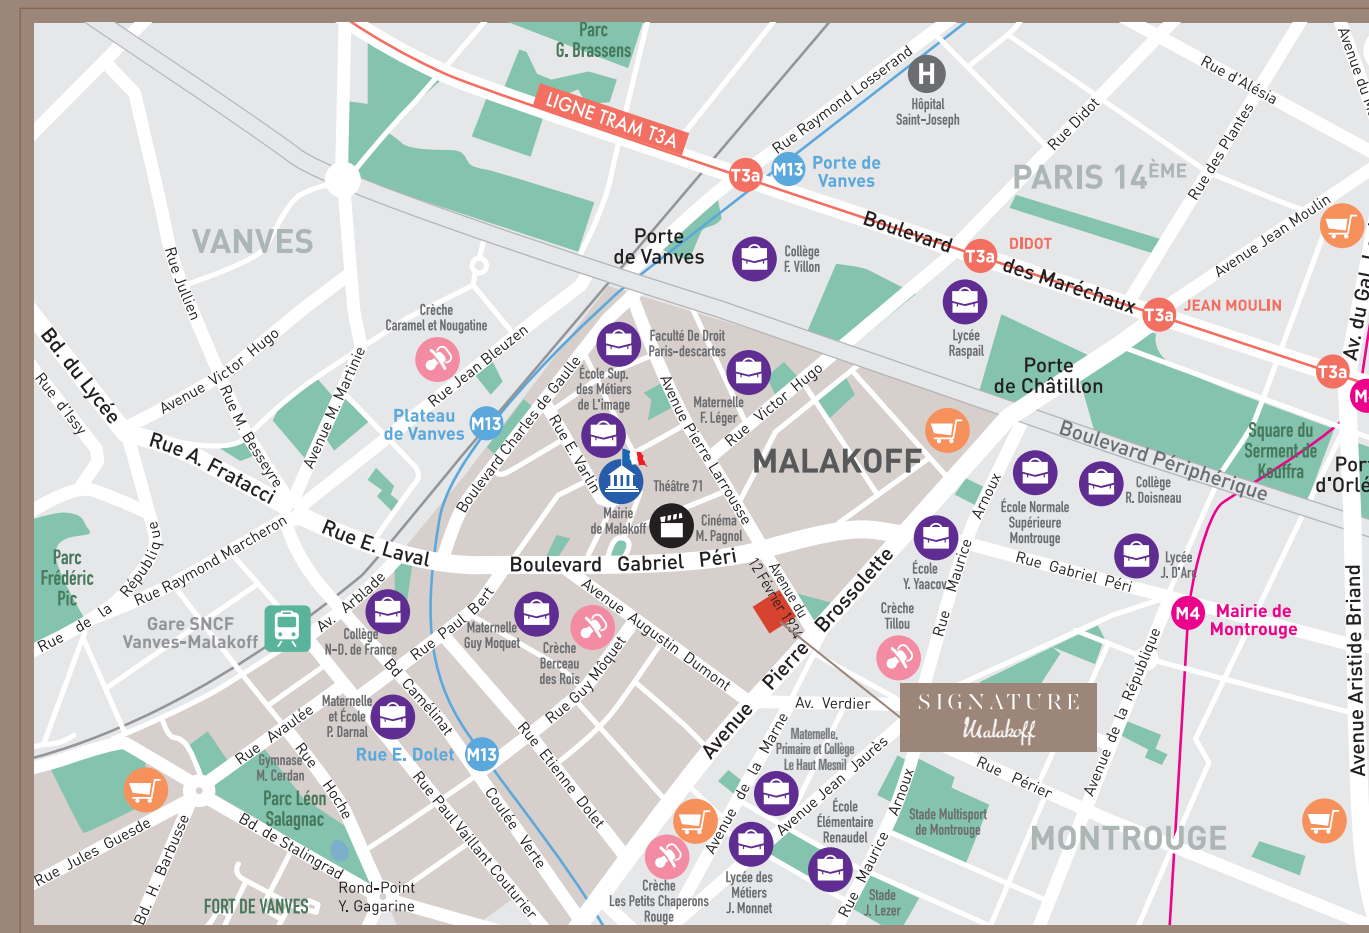 Parc
G. Brassens
LIGNE TRAM T3A
Rue Raymond Losserand
H
Hôpital
Saint-Joseph
Rue d'Alésia
Rue Didot
Rue des Plantes
PARIS 14ÈME
T3a
M13
Porte de
Vanves
VANVES
Rue Jullien
Porte
de Vanves
Collège
F. Villon
Boulevard
des Maréchaux
T3a
DIDOT
Avenue Jean Moulin
T3a
JEAN MOULIN
Lycée
Raspail
T3a
Crèche
Caramel et Nougatine
Rue Jean Bleuzen
Faculté De Droit
Paris-descartes
École Sup.
des Métiers
de L'image
Maternelle
F. Léger
Rue Victor Hugo
Porte
de Châtillon
Bd. du Lycée
Rue d'Issy
Avenue Victor Hugo
Rue M. Besseyre
Avenue M. Martinie
Plateau
de Vanves
M13
Boulevard Charles de Gaulle
Rue E. Varlin
Avenue Pierre Larrousse
MALAKOFF
Boulevard Périphérique
Square du
Serment de
Kouffra
Rue A. Fratacci
Théâtre 71
Mairie
de Malakoff
Cinéma
M. Pagnol
École Normale
Supérieure
Montrouge
Collège
R. Doisneau
Rue E. Laval
Boulevard Gabriel Péri
Rue Gabriel Péri
Lycée
J. D'Arc
École
Y. Yaacov
Rue Maurice Arnoux
Parc
Frédéric
Pic
Rue de la République
Rue Raymond Marcheron
Av. Arblade
Gare SNCF
Vanves-Malakoff
Collège
N-D. de France
Rue Paul Bert
Maternelle
Guy Moquet
Crèche
Berceau
des Rois
Avenue Augustin Dumont
Rue Guy Môquet
Avenue du
12 Février 1934
Avenue Pierre Brossolette
Crèche
Tillou
M4
Mairie de
Montrouge
Avenue Aristide Briand
Maternelle
et École
P. Darnal
Bd Camelinat
Rue E. Dolet
M13
Av. Verdier
SIGNATURE
Malakoff
Avenue de la République
Rue Avaulée
Gymnase
M. Cerdan
Rue Hoche
Parc Léon
Salagnac
Rue Etienne Dolet
Coulée Verte
Rue Paul Vaillant Couturier
Avenue de la Marne
Maternelle,
Primaire et Collège
Le Haut Mesnil
Avenue Jean Jaurès
Rue Périer
Rue Jules Guesde
Bd. H. Barbusse
Bd. de Stalingrad
École
Élémentaire
Renaudel
Stade Multisport
de Montrouge
MONTROUGE
Rue Maurice Arnoux
FORT DE VANVES
Rond-Point
Y. Gagarine
Crèche
Les Petits Chaperons
Rouge
Lycée des
Métiers
J. Monnet
Stade
J. Lezer